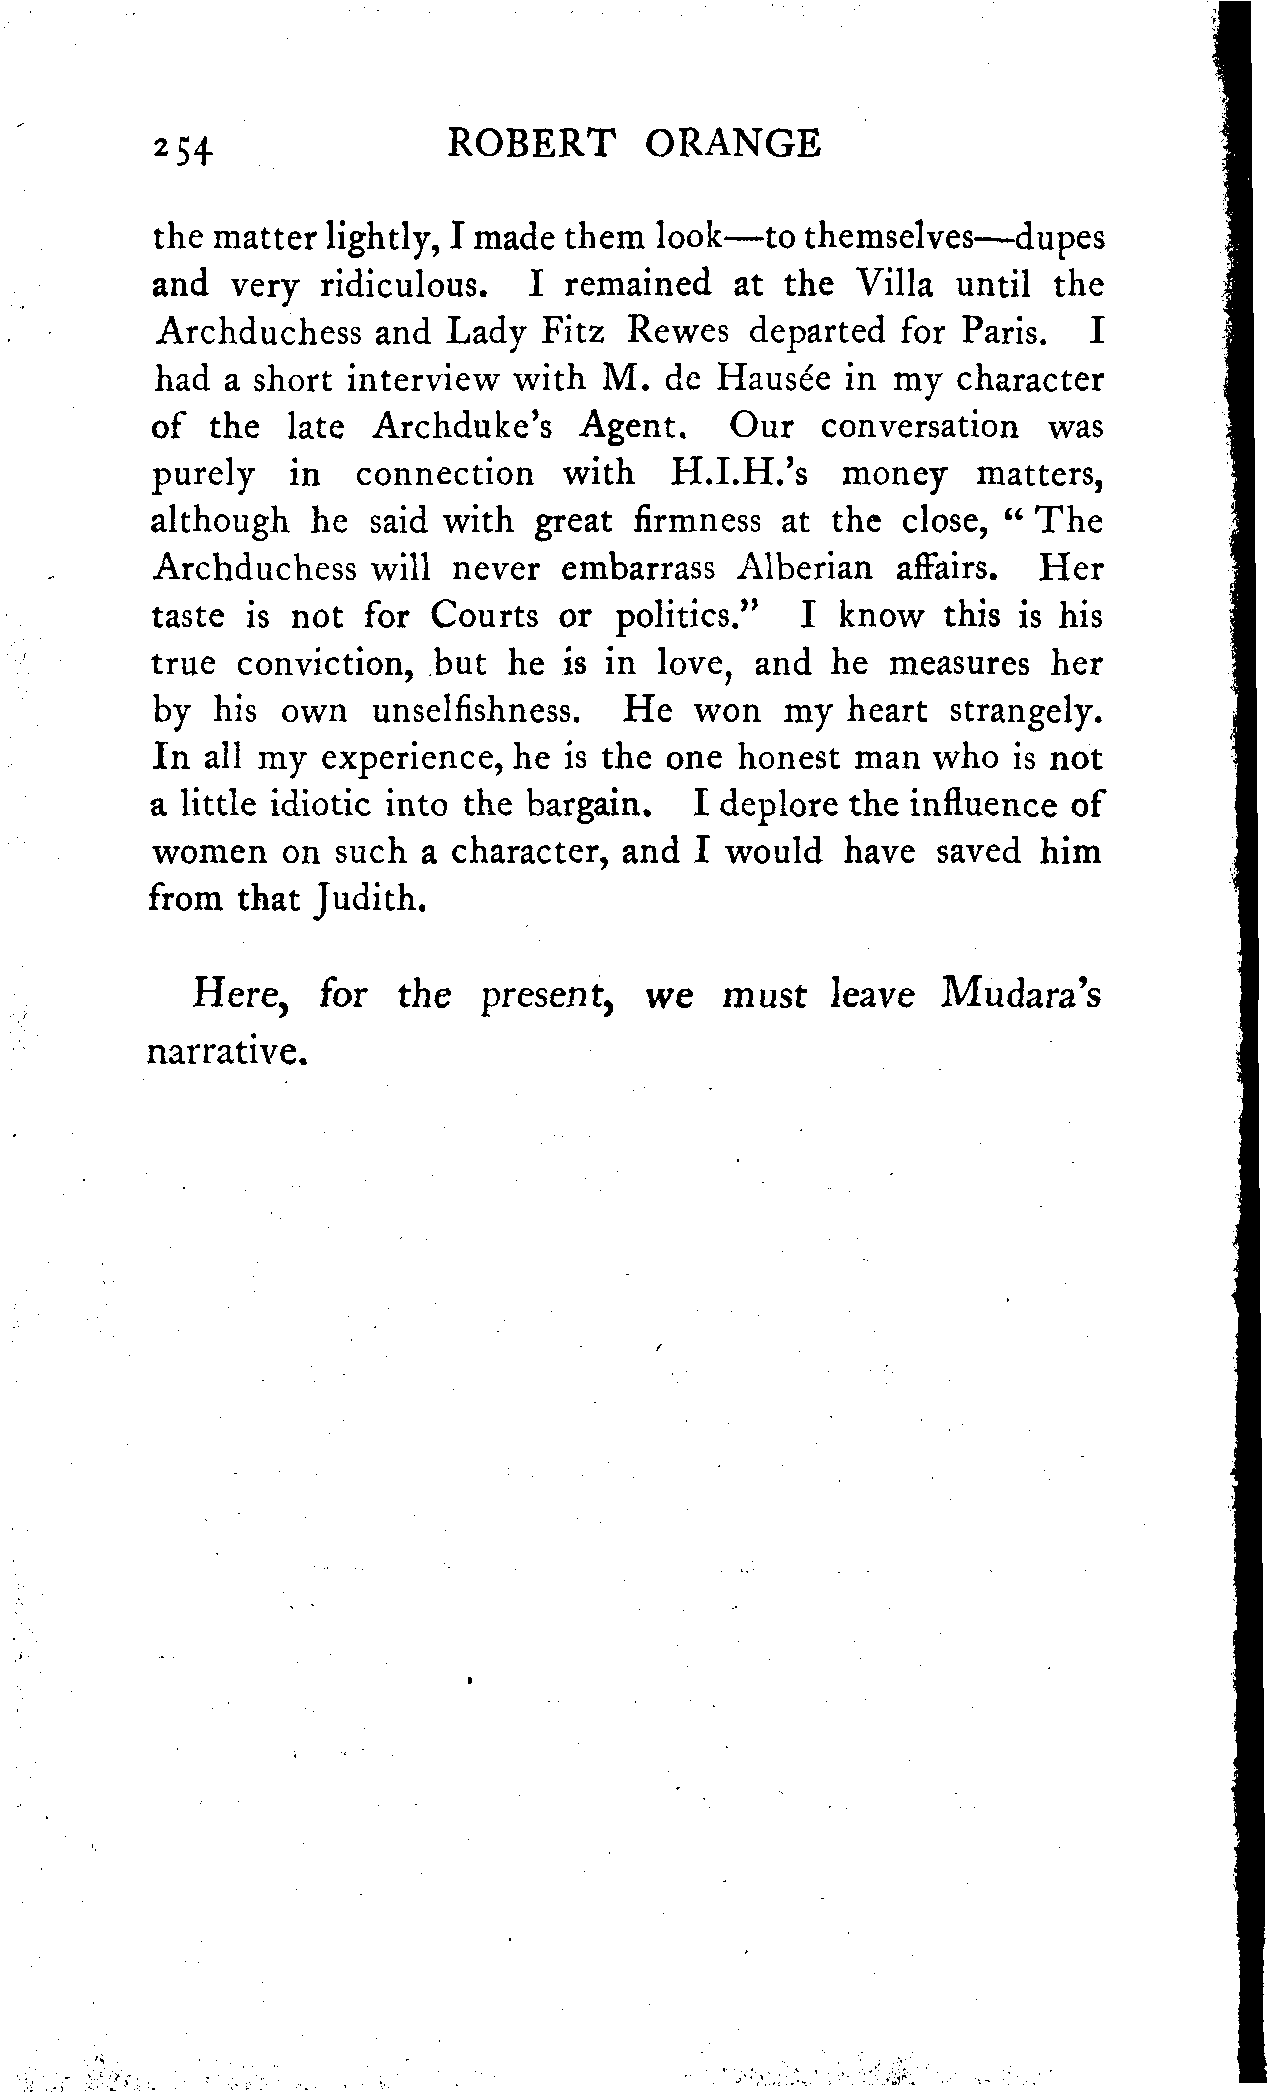 254 ROBERT ORANGE
the matter lightly, I made them look—to themselves—dupes
and very ridiculous. I remained at the Villa until the
Archduchess and Lady Fitz Rewes departed for Paris. I
had a short interview with M. de Hausée in my character
of the late Archduke's Agent. Our conversation was
purely in connection with H.I.H.'s money matters,
although he said with great firmness at the close, “ The
Archduchess will never embarrass Alberian affairs. Her
taste is not for Courts or politics.” I know this is his
true conviction, but he is in love, and he measures her
by his own unselfishness. He won my heart strangely.
In all my experience, he is the one honest man who is not
a little idiotic into the bargain. I deplore the influence of
women on such a character, and I would have saved him
from that Judith.
Here, for the present, we must leave Mudara's
narrative.